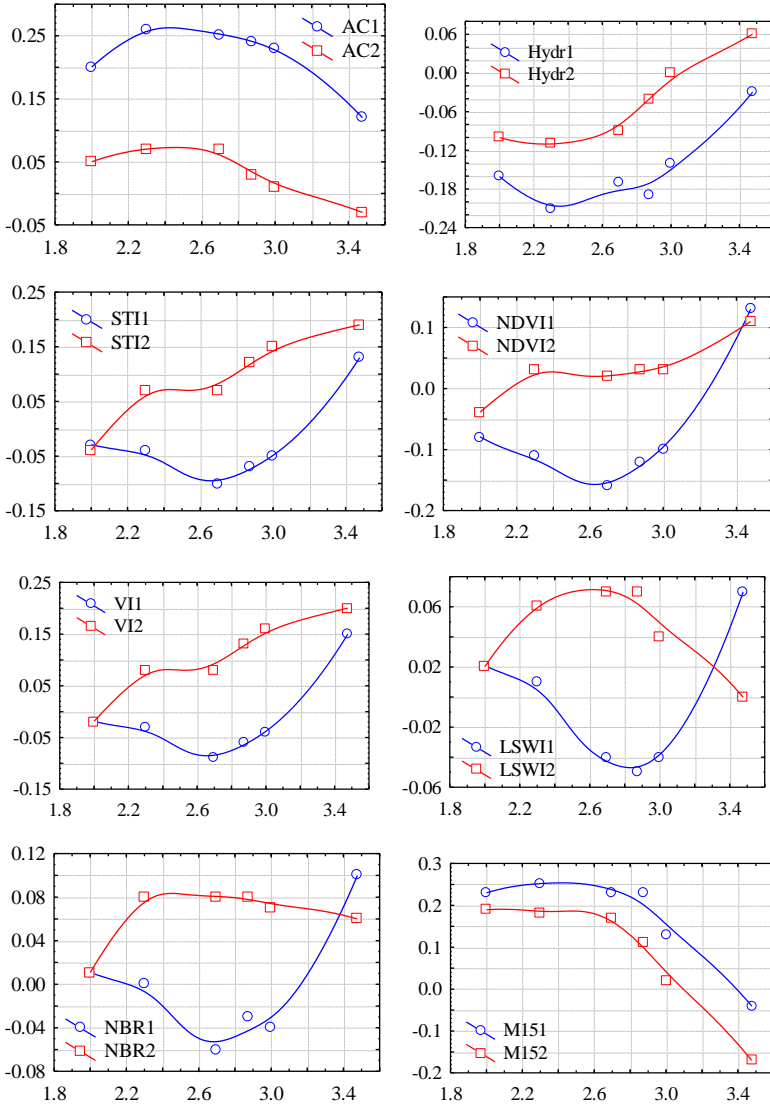 0.25
0.15
0.05
-0.05
AC1
AC2
1.8 2.2 2.6 3.0 3.4
0.06
0.00
-0.06
-0.12
-0.18
-0.24
Hydr1
Hydr2
1.8 2.2 2.6 3.0 3.4
0.25
0.15
0.05
-0.05
-0.15
STI1
STI2
1.8 2.2 2.6 3.0 3.4
0.1
0.0
-0.1
-0.2
NDVI1
NDVI2
1.8 2.2 2.6 3.0 3.4
0.25
0.15
0.05
-0.05
-0.15
VI1
VI2
1.8 2.2 2.6 3.0 3.4
0.06
0.02
-0.02
-0.06
LSWI1
LSWI2
1.8 2.2 2.6 3.0 3.4
0.12
0.08
0.04
0.00
-0.04
-0.08
NBR1
NBR2
1.8 2.2 2.6 3.0 3.4
0.3
0.2
0.1
0.0
-0.1
-0.2
M151
M152
1.8 2.2 2.6 3.0 3.4